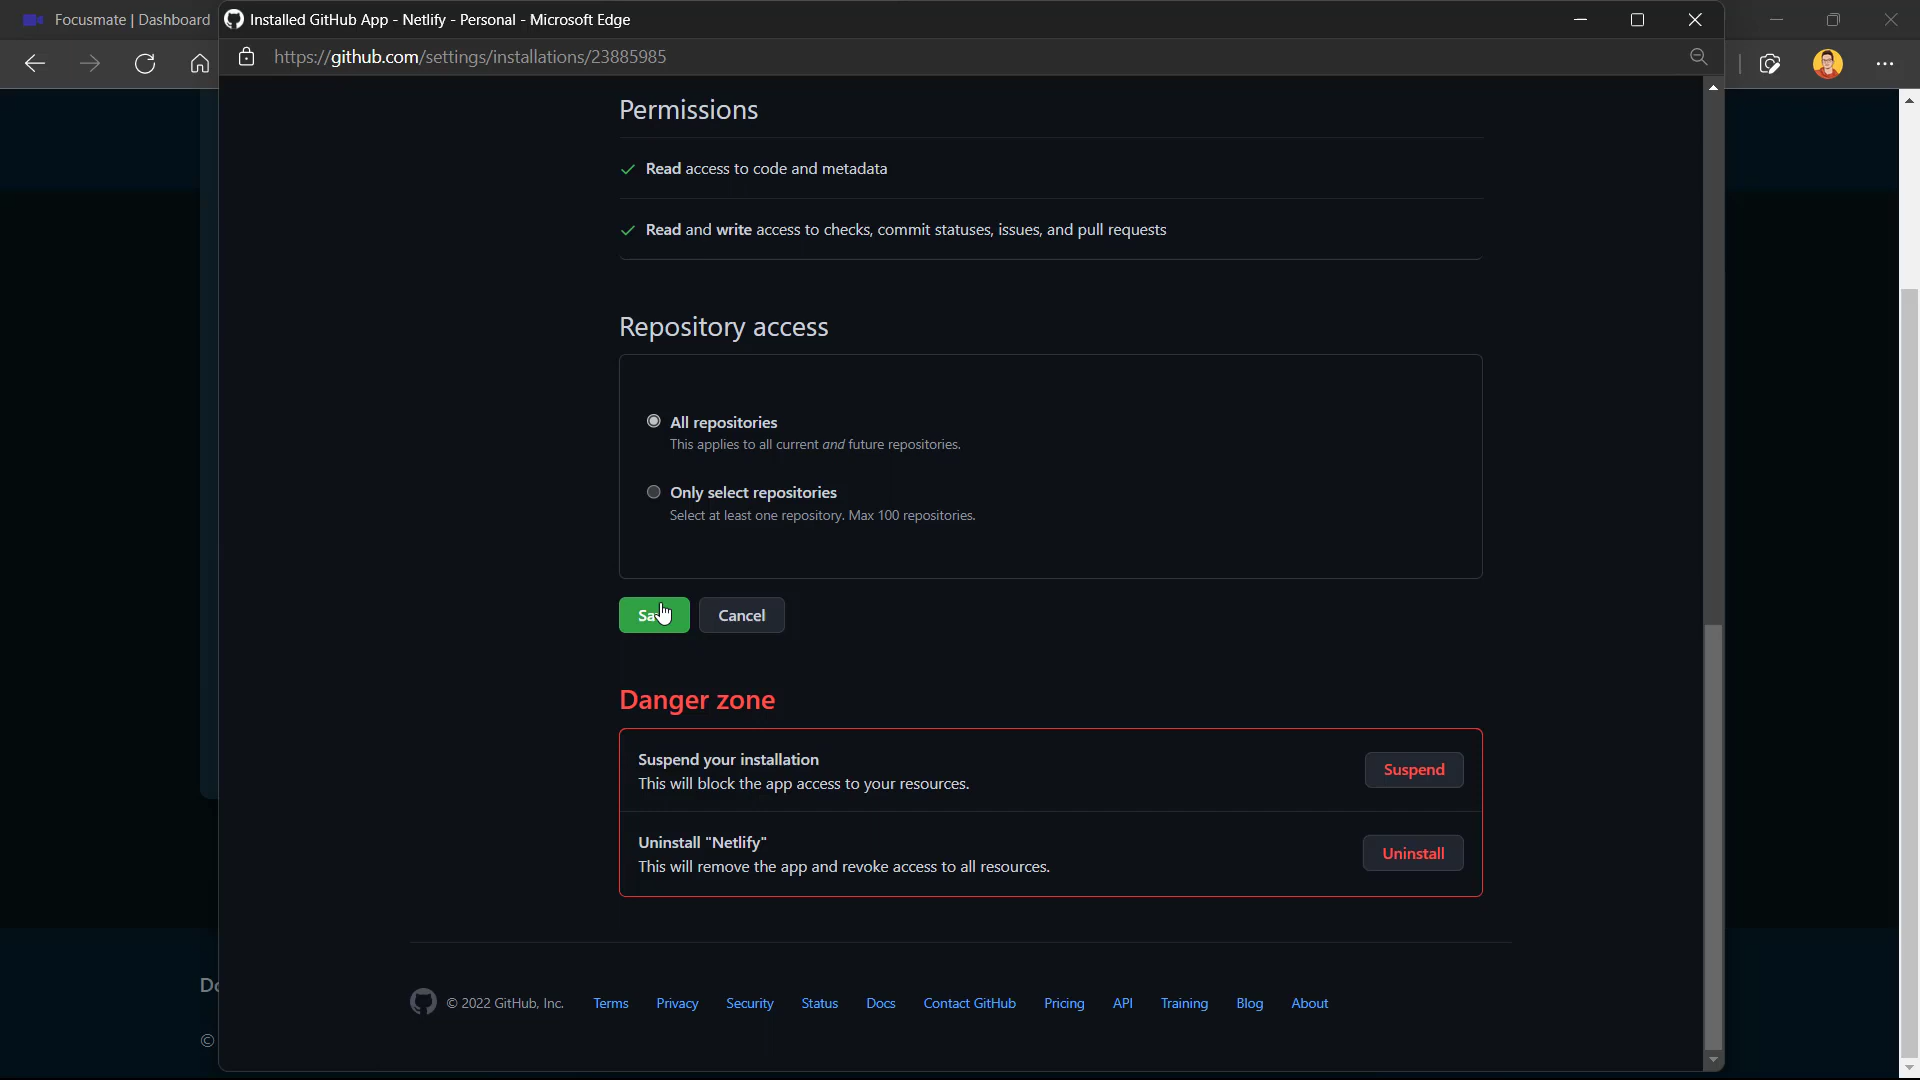 Focusmate | Dashboard
Installed GitHub App - Netlify - Personal - Microsoft Edge
https://github.com/settings/installations/23885985
Permissions
Read access to code and metadata
Read and write access to checks, commit statuses, issues, and pull requests
Repository access
All repositories
This applies to all current and future repositories.
Only select repositories
Select at least one repository. Max 100 repositories.
Cancel
Danger zone
Suspend your installation
This will block the app access to your resources.
Suspend
Uninstall "Netlify"
This will remove the app and revoke access to all resources.
Uninstall
© 2022 GitHub, Inc. Terms Privacy Security Status Docs Contact GitHub Pricing API Training Blog About
©